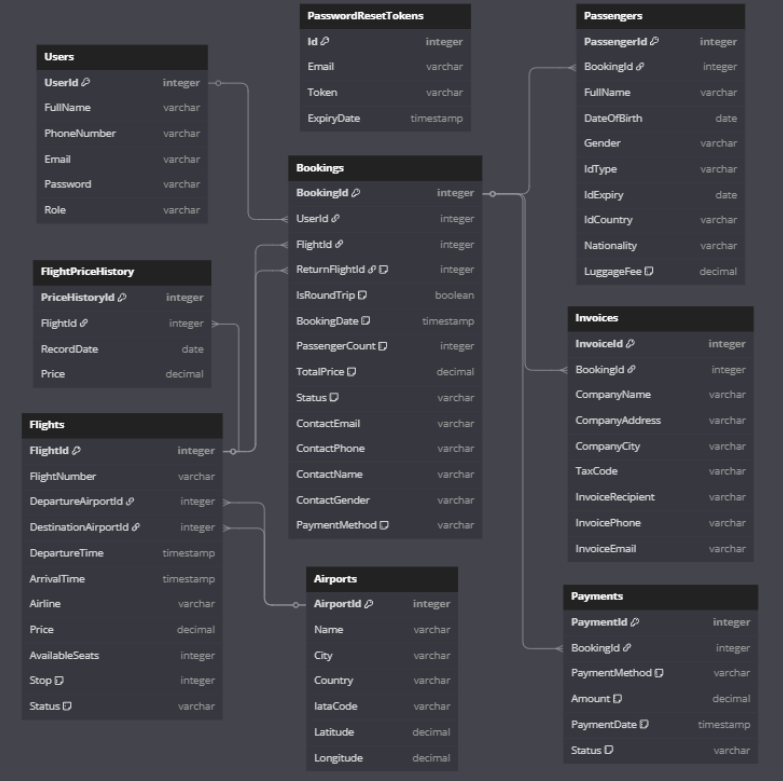 Users
UserId integer
FullName varchar
PhoneNumber varchar
Email varchar
Password varchar
Role varchar
PasswordResetTokens
Id integer
Email varchar
Token varchar
ExpiryDate timestamp
Passengers
PassengerId integer
BookingId integer
FullName varchar
DateOfBirth date
Gender varchar
IdType varchar
IdExpiry date
IdCountry varchar
Nationality varchar
LuggageFee decimal
Bookings
BookingId integer
UserId integer
FlightId integer
ReturnFlightId integer
IsRoundTrip boolean
BookingDate timestamp
PassengerCount integer
TotalPrice decimal
Status varchar
ContactEmail varchar
ContactPhone varchar
ContactName varchar
ContactGender varchar
PaymentMethod varchar
FlightPriceHistory
PriceHistoryId integer
FlightId integer
RecordDate date
Price decimal
Invoices
InvoiceId integer
BookingId integer
CompanyName varchar
CompanyAddress varchar
CompanyCity varchar
TaxCode varchar
InvoiceRecipient varchar
InvoicePhone varchar
InvoiceEmail varchar
Flights
FlightId integer
FlightNumber varchar
DepartureAirportId integer
DestinationAirportId integer
DepartureTime timestamp
ArrivalTime timestamp
Airline varchar
Price decimal
AvailableSeats integer
Stop integer
Status varchar
Airports
AirportId integer
Name varchar
City varchar
Country varchar
IataCode varchar
Latitude decimal
Longitude decimal
Payments
PaymentId integer
BookingId integer
PaymentMethod varchar
Amount decimal
PaymentDate timestamp
Status varchar